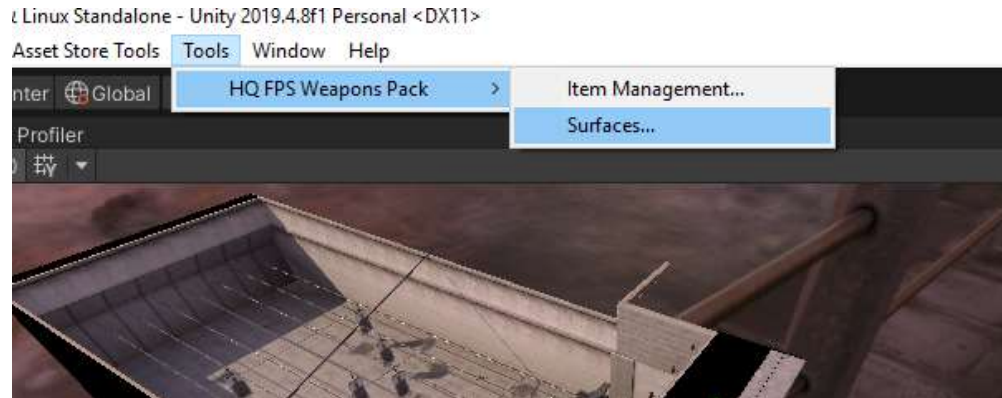 Linux Standalone - Unity 2019.4.8f1 Personal <DX11>
Asset Store Tools Tools Window Help
Global HQ FPS Weapons Pack > Item Management...
Profiler Surfaces...